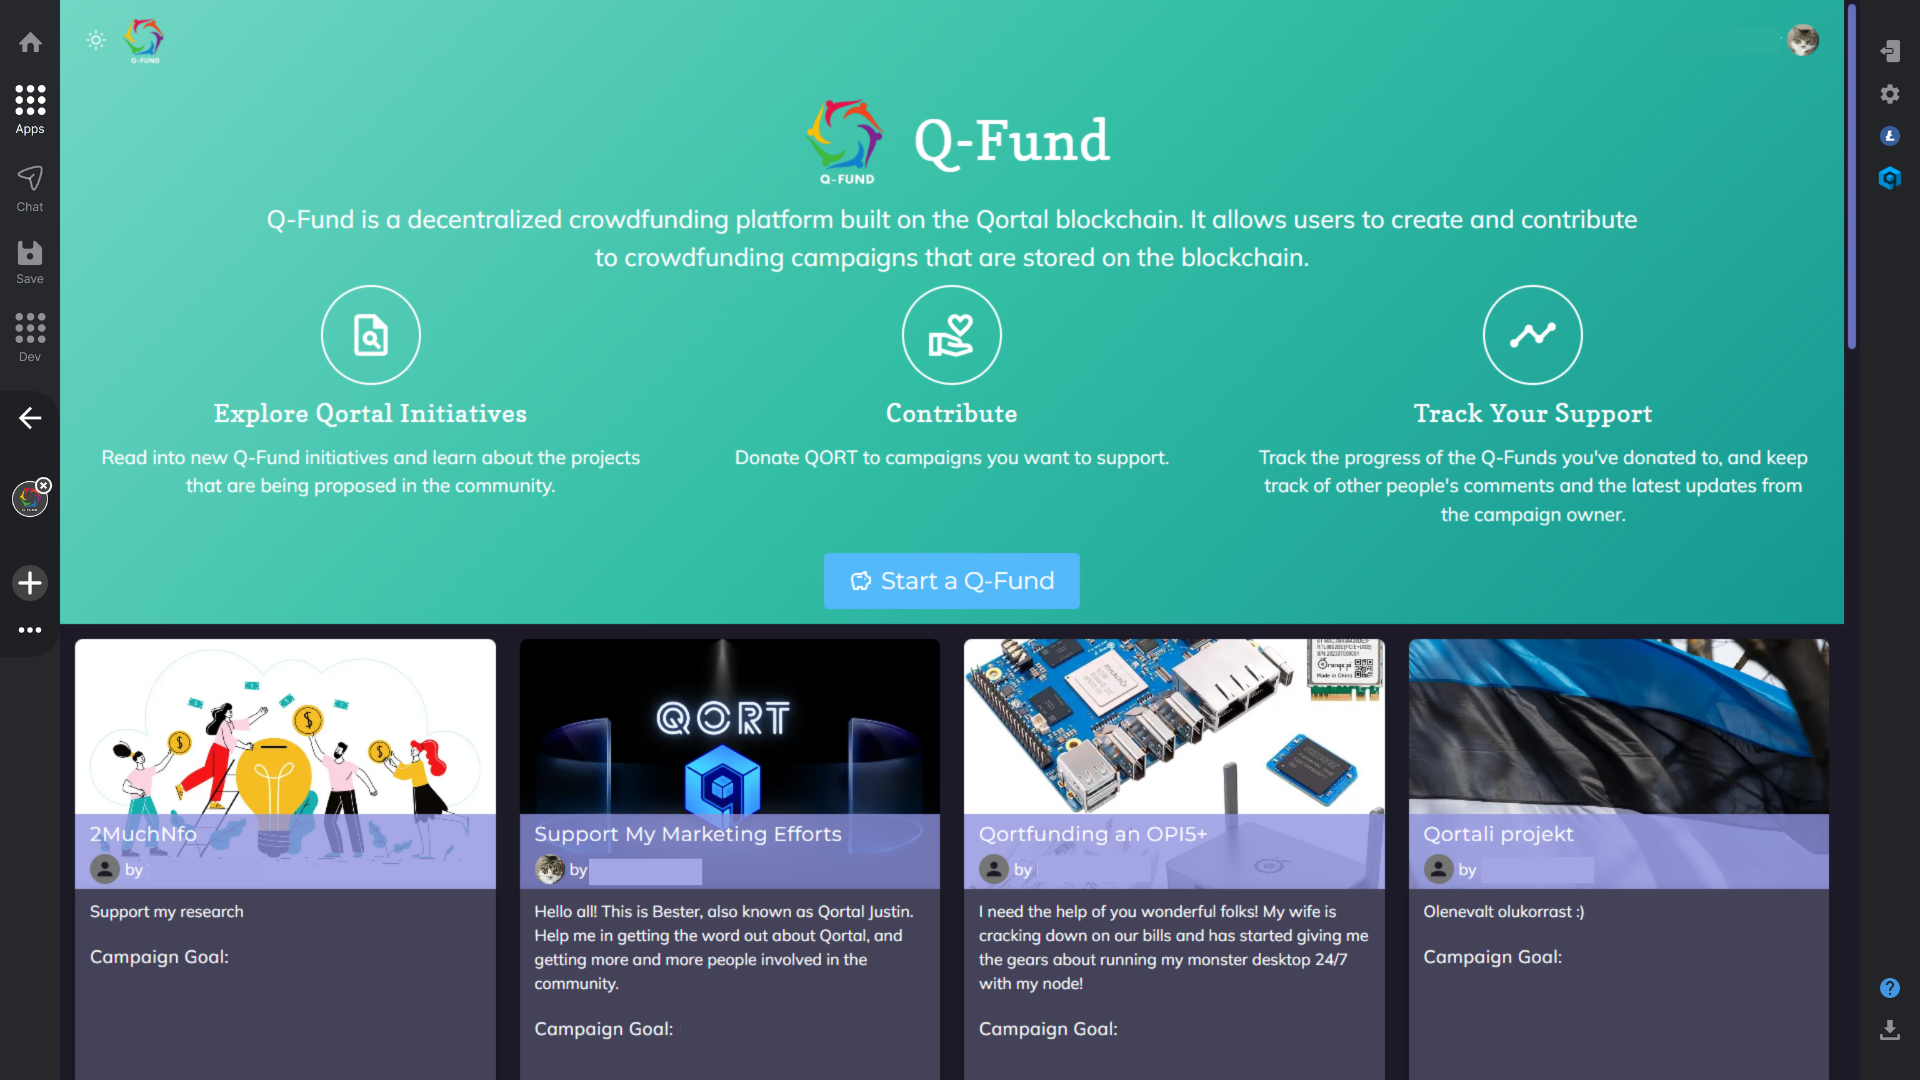 Q-FUND
Apps
Chat
Save
Dev
Q-FUND
Q-Fund
Q-Fund is a decentralized crowdfunding platform built on the Qortal blockchain. It allows users to create and contribute
to crowdfunding campaigns that are stored on the blockchain.
Explore Qortal Initiatives
Read into new Q-Fund initiatives and learn about the projects
that are being proposed in the community.
Contribute
Donate QORT to campaigns you want to support.
Track Your Support
Track the progress of the Q-Funds you've donated to, and keep
track of other people's comments and the latest updates from
the campaign owner.
Start a Q-Fund
2MuchNfo
by
Support my research
Campaign Goal:
QORT
Support My Marketing Efforts
by
Hello all! This is Bester, also known as Qortal Justin.
Help me in getting the word out about Qortal, and
getting more and more people involved in the
community.
Campaign Goal:
Orange pi
Made in China
Qortfunding an OPI5+
by
I need the help of you wonderful folks! My wife is
cracking down on our bills and has started giving me
the gears about running my monster desktop 24/7
with my node!
Campaign Goal:
Qortali projekt
by
Olenevalt olukorrast :)
Campaign Goal: